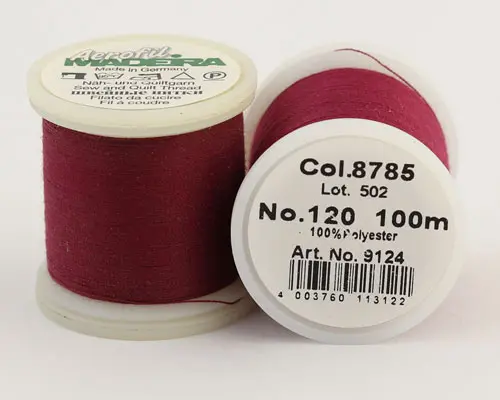 Aerofil
MADEIRA
Made in Germany
Näh- und Quiltgarn
Sew and Quilt Thread
Швейные нитки
Filato da cucire
Fil à coudre
Col.8785
Lot. 502
No.120 100m
100% Polyester
Art. No. 9124
4 003760 113122